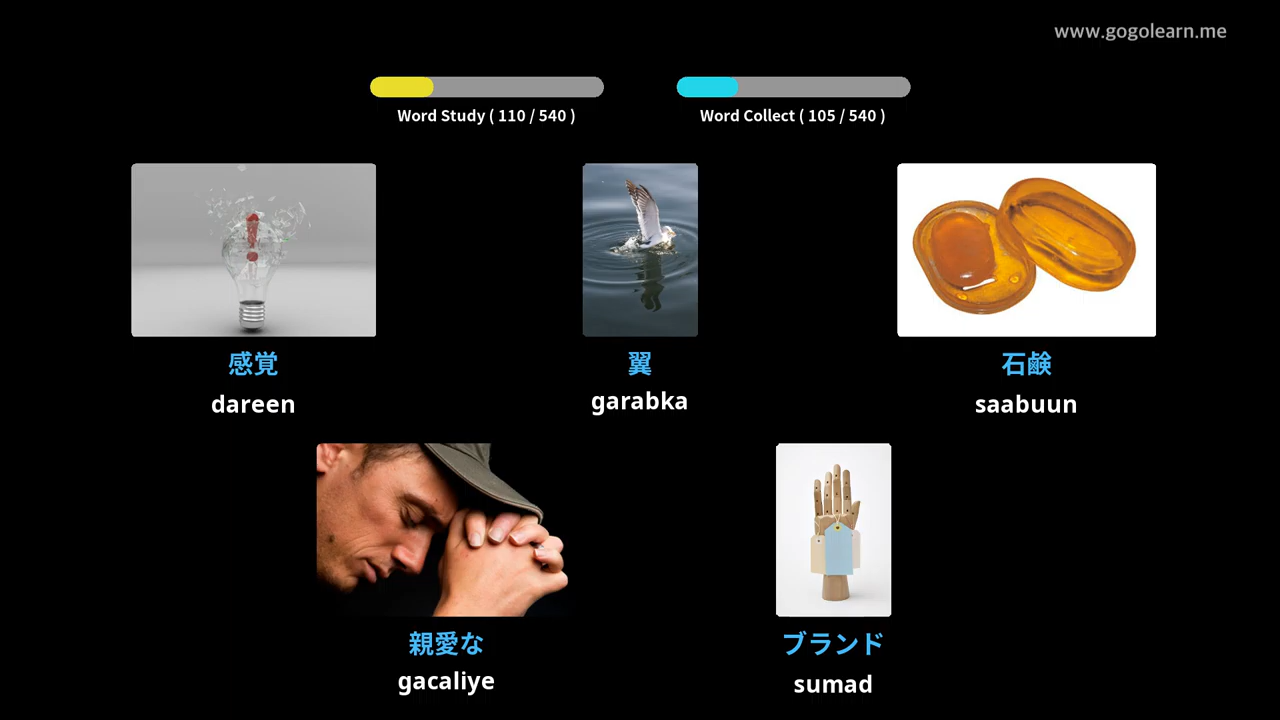 www.gogolearn.me
Word Study ( 110 / 540 )
Word Collect ( 105 / 540 )
感覚
dareen
翼
garabka
石鹸
saabuun
親愛な
gacaliye
ブランド
sumad